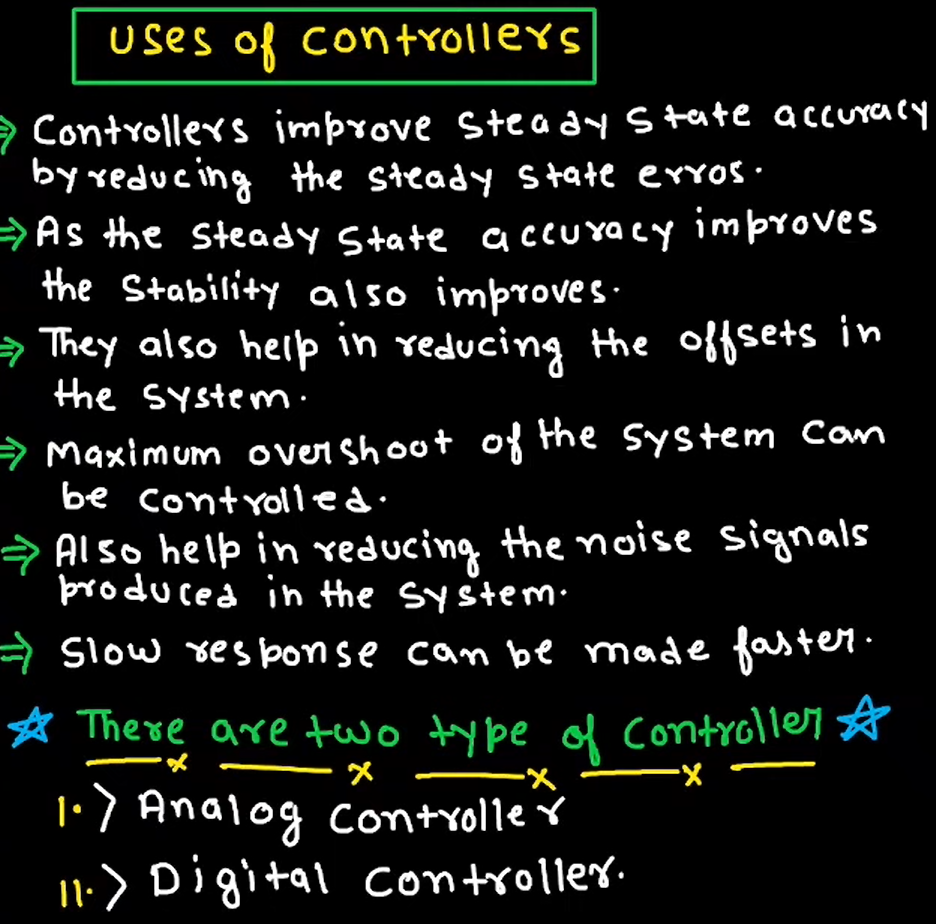 Uses of controllers
⇒ Controllers improve steady state accuracy
by reducing the steady state erros.
⇒ As the steady state accuracy improves
the stability also improves.
⇒ They also help in reducing the offsets in
the system.
⇒ Maximum overshoot of the system can
be controlled.
⇒ Also help in reducing the noise signals
produced in the system.
⇒ Slow response can be made faster.
☆ There are two type of controller ☆
I.> Analog controller
II.> Digital controller.